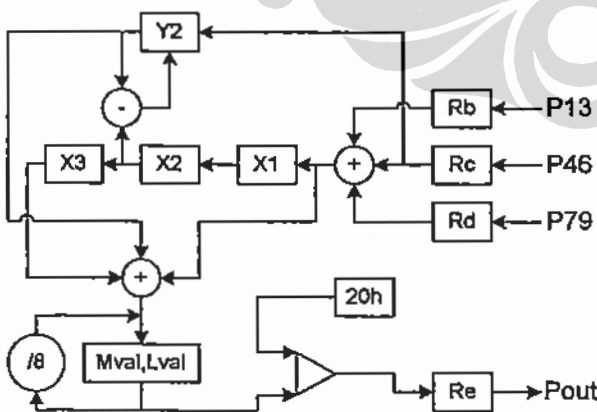 Y2
Rb
P13
-
X3
X2
X1
+
Rc
P46
Rd
P79
+
20h
/8
Mval,Lval
Re
Pout